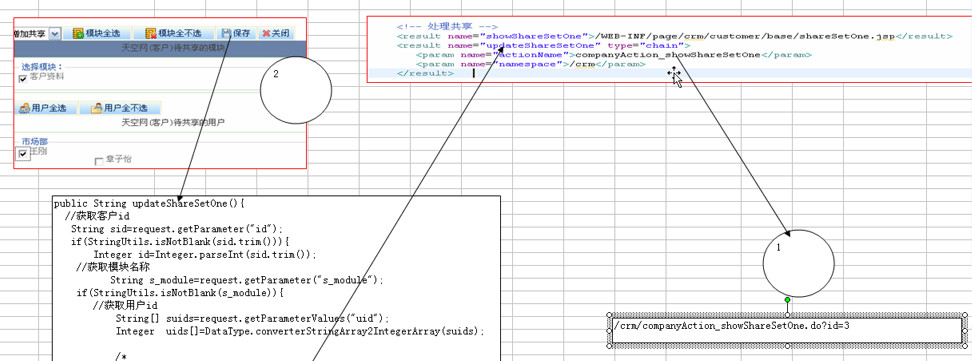 增加共享 模块全选 模块全不选 保存 关闭
天空网(客户)待共享的模块
选择模块:
客户资料
2
用户全选 用户全不选
天空网(客户)待共享的用户
市场部
王刚
章子怡
<!-- 处理共享 -->
<result name="showShareSetOne">/WEB-INF/page/crm/customer/base/shareSetOne.jsp</result>
<result name="updateShareSetOne" type="chain">
<param name="actionName">companyAction_showShareSetOne</param>
<param name="namespace">/crm</param>
</result>
public String updateShareSetOne(){
//获取客户id
String sid=request.getParameter("id");
if(StringUtils.isNotBlank(sid.trim())){
Integer id=Integer.parseInt(sid.trim());
//获取模块名称
String s_module=request.getParameter("s_module");
if(StringUtils.isNotBlank(s_module)){
//获取用户id
String[] suids=request.getParameterValues("uid");
Integer uids[]=DataType.converterStringArray2IntegerArray(suids);
/*
1
/crm/companyAction_showShareSetOne.do?id=3